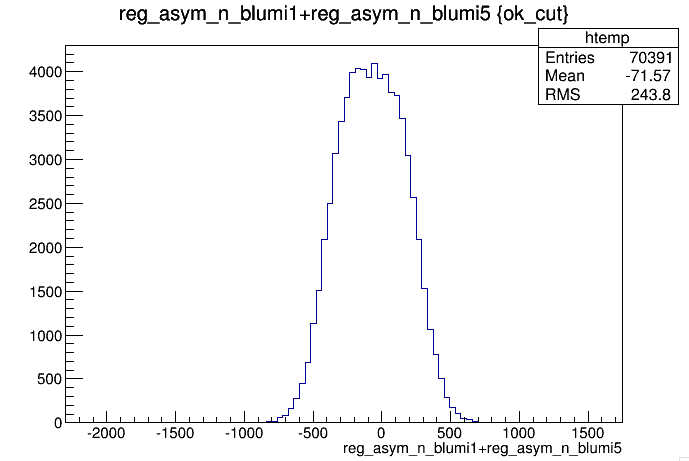 reg_asym_n_blumi1+reg_asym_n_blumi5 {ok_cut}
htemp
Entries 70391
Mean -71.57
RMS 243.8
4000
3500
3000
2500
2000
1500
1000
500
0
-2000 -1500 -1000 -500 0 500 1000 1500
reg_asym_n_blumi1+reg_asym_n_blumi5